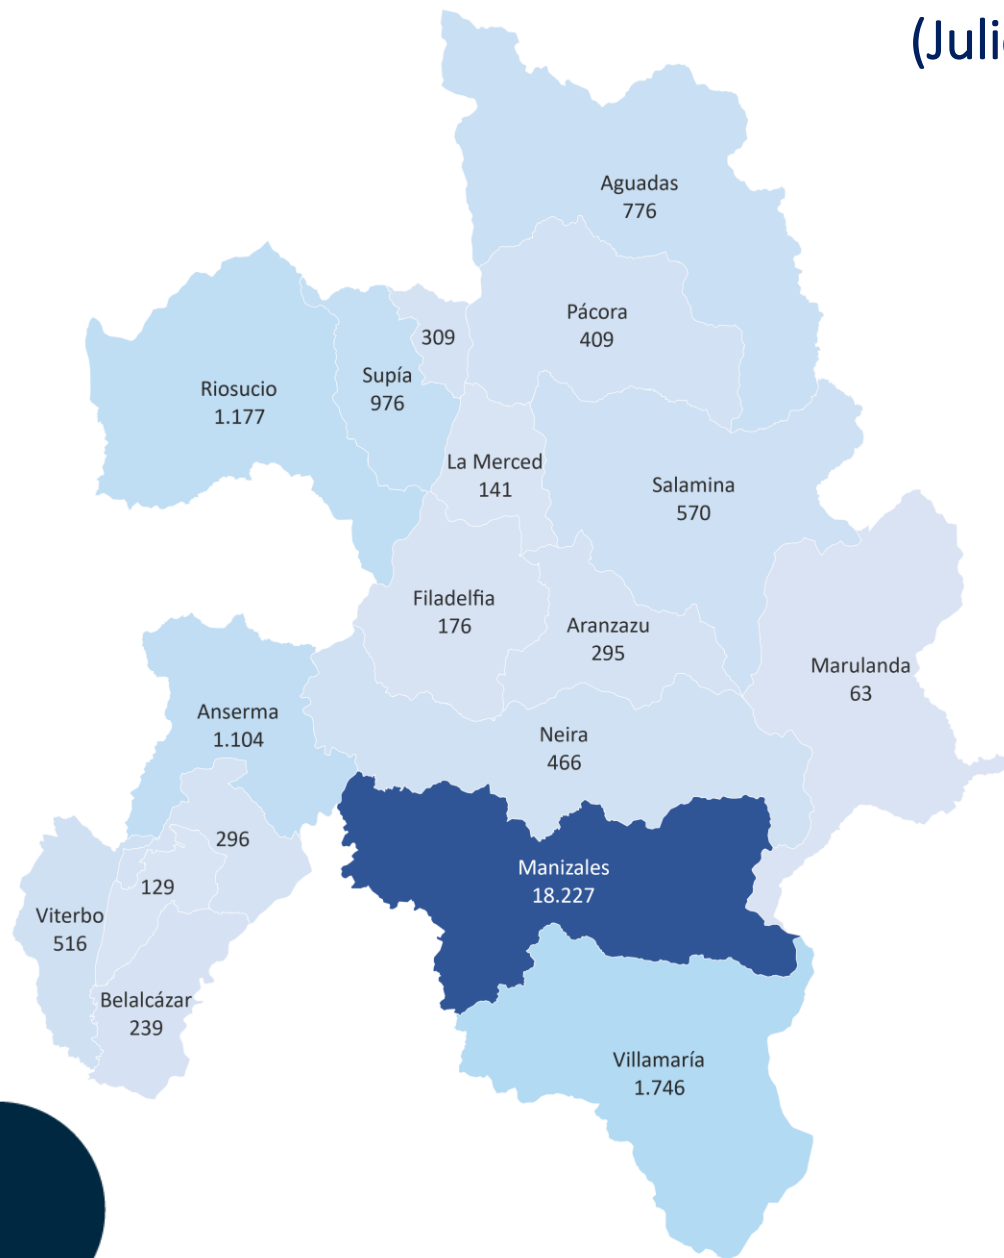 (Juli
Aguadas
776
Pácora
409
309
Riosucio
1.177
Supía
976
La Merced
141
Salamina
570
Filadelfia
176
Aranzazu
295
Marulanda
63
Anserma
1.104
Neira
466
296
Manizales
18.227
129
Viterbo
516
Belalcázar
239
Villamaría
1.746